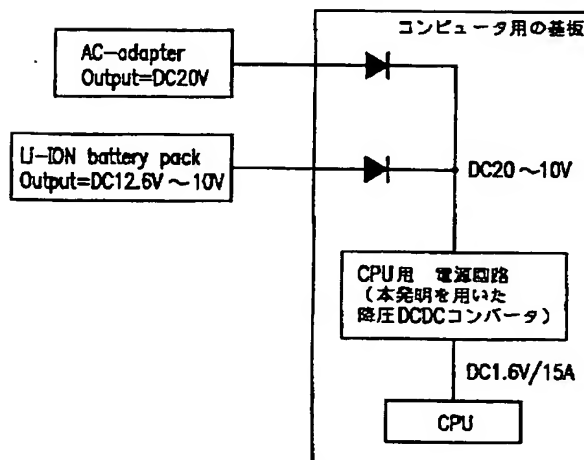 コンピュータ用の基板
AC-adapter
Output=DC20V
Li-ION battery pack
Output=DC12.6V～10V
DC20～10V
CPU用 電源回路
（本発明を用いた
降圧DCDCコンバータ）
DC1.6V/15A
CPU